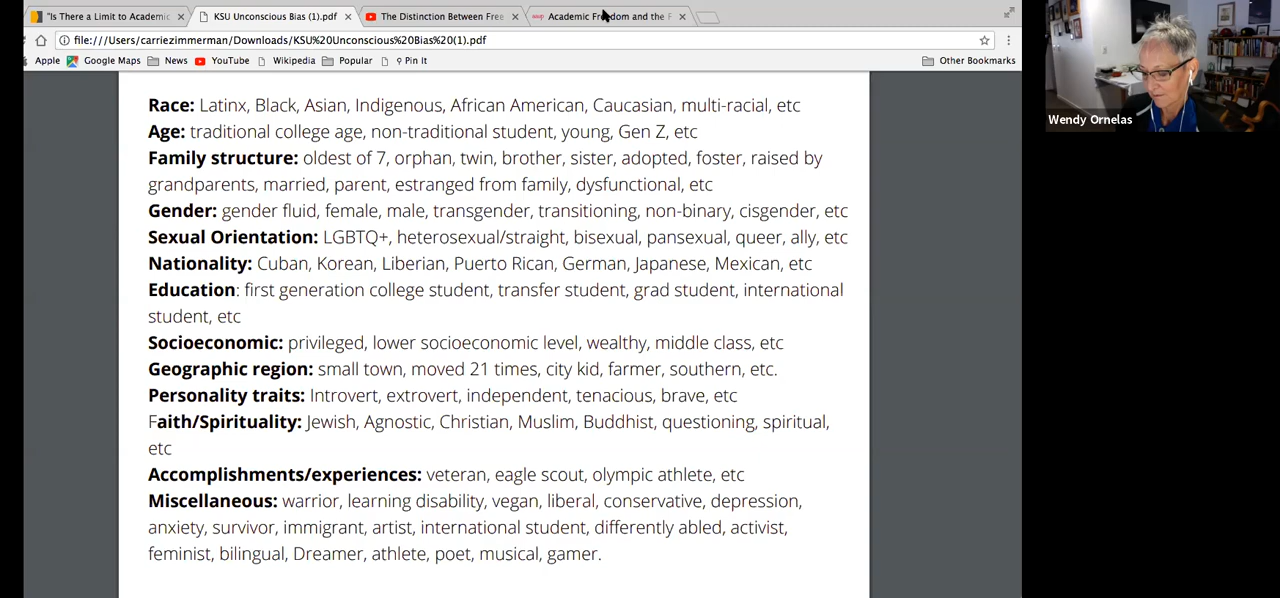 "Is There a Limit to Academic
KSU Unconscious Bias (1).pdf
The Distinction Between Free
Academic Freedom and the F
file:///Users/carriezimmerman/Downloads/KSU%20Unconscious%20Bias%20(1).pdf
Apple Google Maps News YouTube Wikipedia Popular Pin It Other Bookmarks
Race: Latinx, Black, Asian, Indigenous, African American, Caucasian, multi-racial, etc
Age: traditional college age, non-traditional student, young, Gen Z, etc
Family structure: oldest of 7, orphan, twin, brother, sister, adopted, foster, raised by
grandparents, married, parent, estranged from family, dysfunctional, etc
Gender: gender fluid, female, male, transgender, transitioning, non-binary, cisgender, etc
Sexual Orientation: LGBTQ+, heterosexual/straight, bisexual, pansexual, queer, ally, etc
Nationality: Cuban, Korean, Liberian, Puerto Rican, German, Japanese, Mexican, etc
Education: first generation college student, transfer student, grad student, international
student, etc
Socioeconomic: privileged, lower socioeconomic level, wealthy, middle class, etc
Geographic region: small town, moved 21 times, city kid, farmer, southern, etc.
Personality traits: Introvert, extrovert, independent, tenacious, brave, etc
Faith/Spirituality: Jewish, Agnostic, Christian, Muslim, Buddhist, questioning, spiritual,
etc
Accomplishments/experiences: veteran, eagle scout, olympic athlete, etc
Miscellaneous: warrior, learning disability, vegan, liberal, conservative, depression,
anxiety, survivor, immigrant, artist, international student, differently abled, activist,
feminist, bilingual, Dreamer, athlete, poet, musical, gamer.
Wendy Ornelas